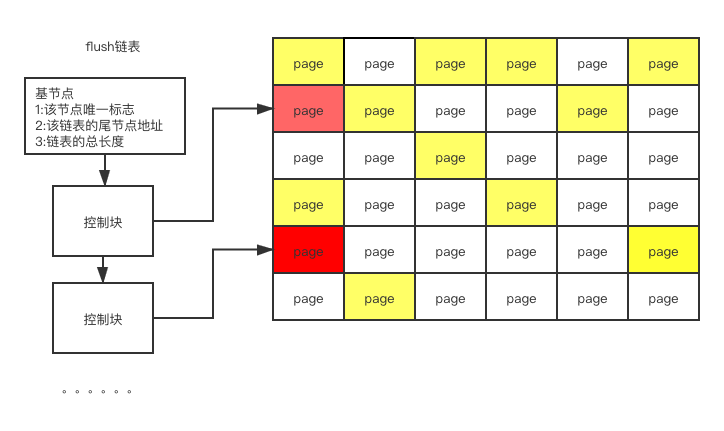 flush链表
基节点
1:该节点唯一标志
2:该链表的尾节点地址
3:链表的总长度
控制块
控制块
。。。。。。
page page page page page page
page page page page page page
page page page page page page
page page page page page page
page page page page page page
page page page page page page